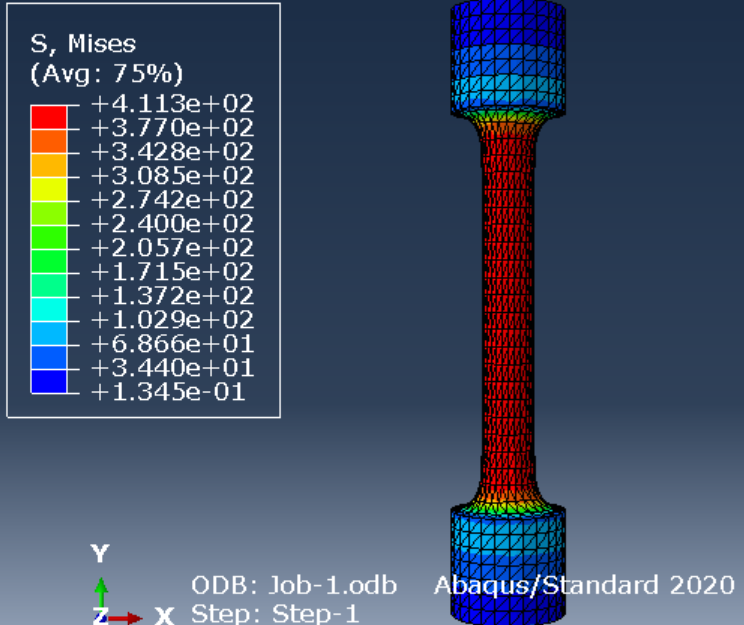 S, Mises
(Avg: 75%)
+4.113e+02
+3.770e+02
+3.428e+02
+3.085e+02
+2.742e+02
+2.400e+02
+2.057e+02
+1.715e+02
+1.372e+02
+1.029e+02
+6.866e+01
+3.440e+01
+1.345e-01
Y
ODB: Job-1.odb Abaqus/Standard 2020
Z X Step: Step-1